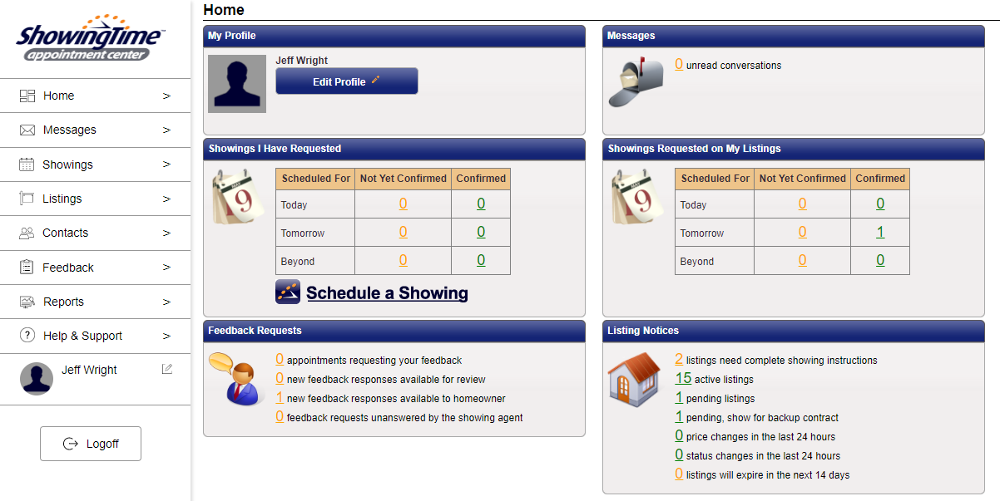 ShowingTime™
appointment center
Home >
Messages >
Showings >
Listings >
Contacts >
Feedback >
Reports >
? Help & Support >
Jeff Wright
Logoff
Home
My Profile
Jeff Wright
Edit Profile
Messages
0 unread conversations
Showings I Have Requested
MAY
9
Scheduled For Not Yet Confirmed Confirmed
Today 0 0
Tomorrow 0 0
Beyond 0 0
Schedule a Showing
Showings Requested on My Listings
MAY
9
Scheduled For Not Yet Confirmed Confirmed
Today 0 0
Tomorrow 0 1
Beyond 0 0
Feedback Requests
0 appointments requesting your feedback
0 new feedback responses available for review
1 new feedback responses available to homeowner
0 feedback requests unanswered by the showing agent
Listing Notices
2 listings need complete showing instructions
15 active listings
1 pending listings
1 pending, show for backup contract
0 price changes in the last 24 hours
0 status changes in the last 24 hours
0 listings will expire in the next 14 days